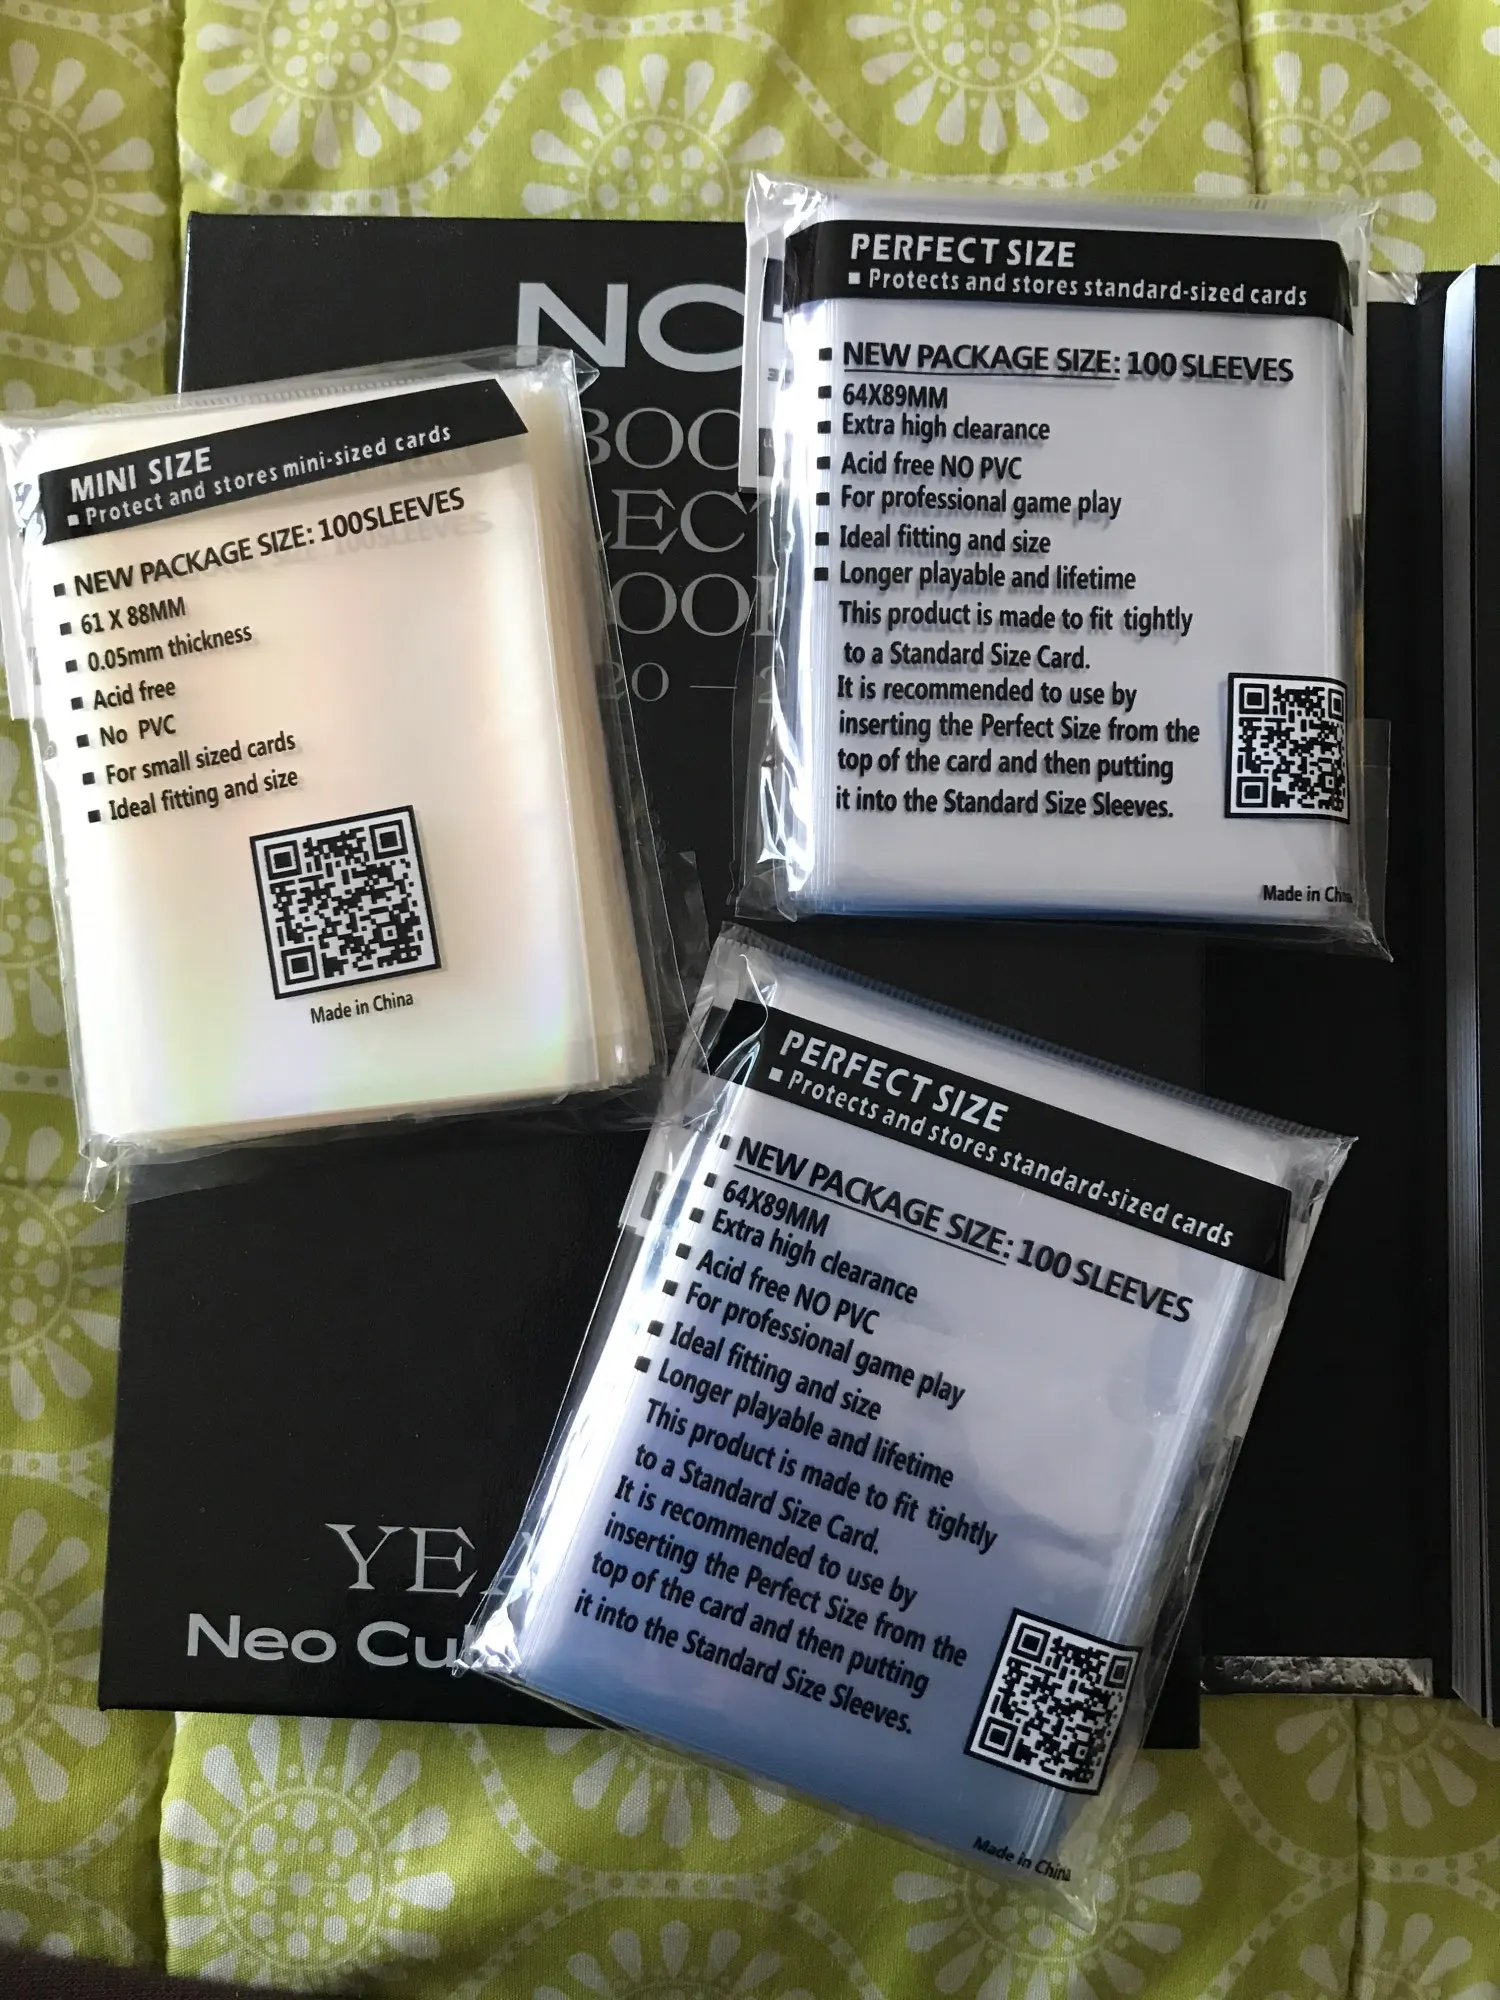 MINI SIZE
▪ Protect and stores mini-sized cards
▪ NEW PACKAGE SIZE: 100SLEEVES
▪ 61 X 88MM
▪ 0.05mm thickness
▪ Acid free
▪ No PVC
▪ For small sized cards
▪ Ideal fitting and size
Made in China
PERFECT SIZE
▪ Protects and stores standard-sized cards
▪ NEW PACKAGE SIZE: 100 SLEEVES
▪ 64X89MM
▪ Extra high clearance
▪ Acid free NO PVC
▪ For professional game play
▪ Ideal fitting and size
▪ Longer playable and lifetime
This product is made to fit tightly
to a Standard Size Card.
It is recommended to use by
inserting the Perfect Size from the
top of the card and then putting
it into the Standard Size Sleeves.
Made in China
PERFECT SIZE
▪ Protects and stores standard-sized cards
▪ NEW PACKAGE SIZE: 100 SLEEVES
▪ 64X89MM
▪ Extra high clearance
▪ Acid free NO PVC
▪ For professional game play
▪ Ideal fitting and size
▪ Longer playable and lifetime
This product is made to fit tightly
to a Standard Size Card.
It is recommended to use by
inserting the Perfect Size from the
top of the card and then putting
it into the Standard Size Sleeves.
Made in China
Neo